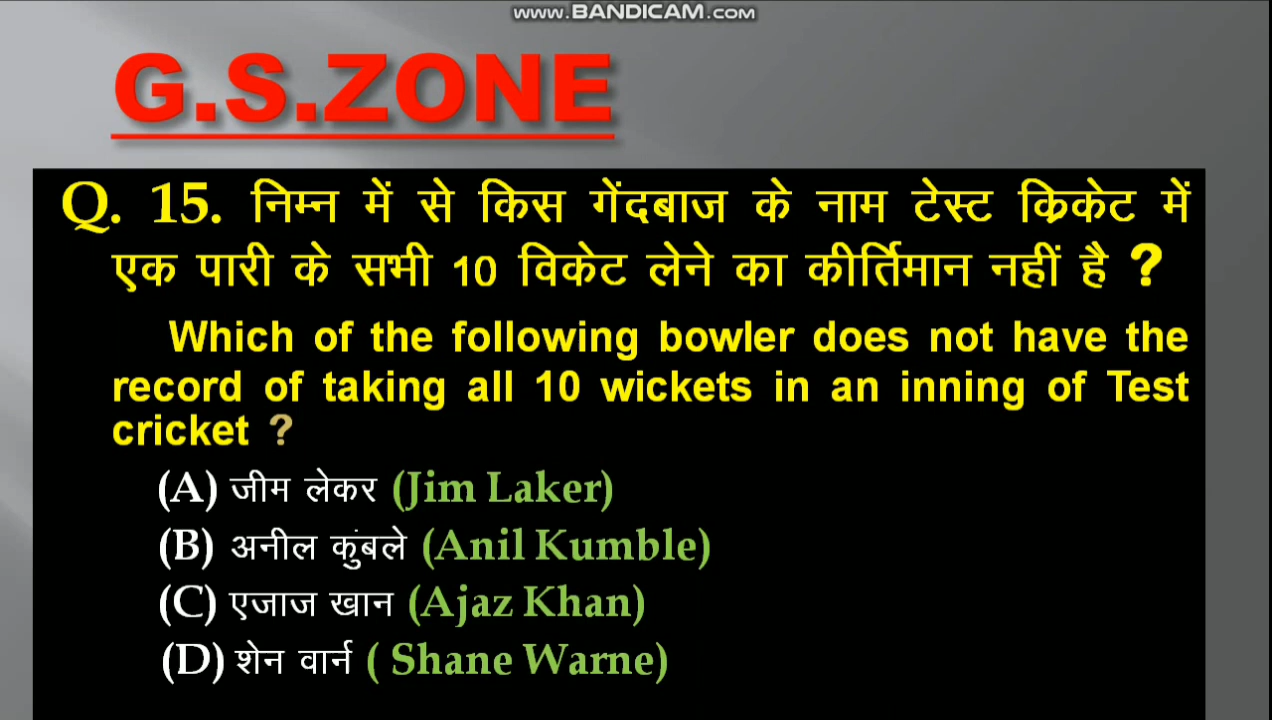 www.BANDICAM.com
G.S.ZONE
Q. 15. निम्न में से किस गेंदबाज के नाम टेस्ट क्रिकेट में
एक पारी के सभी 10 विकेट लेने का कीर्तिमान नहीं है ?
Which of the following bowler does not have the
record of taking all 10 wickets in an inning of Test
cricket ?
(A) जीम लेकर (Jim Laker)
(B) अनील कुंबले (Anil Kumble)
(C) एजाज खान (Ajaz Khan)
(D) शेन वार्न ( Shane Warne)